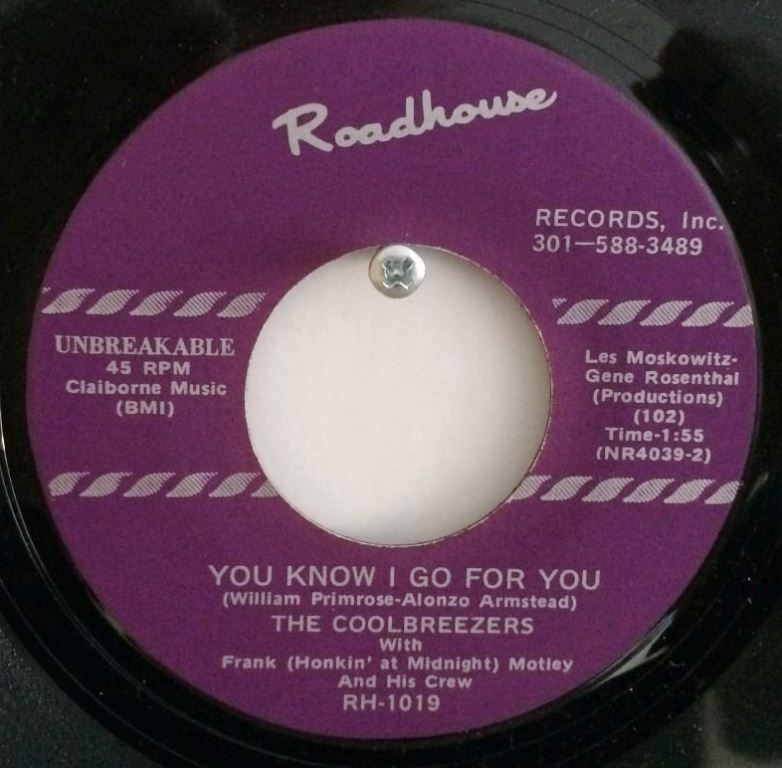 Roadhouse
RECORDS, Inc.
301—588-3489
UNBREAKABLE
45 RPM
Claiborne Music
(BMI)
Les Moskowitz-
Gene Rosenthal
(Productions)
(102)
Time-1:55
(NR4039-2)
YOU KNOW I GO FOR YOU
(William Primrose-Alonzo Armstead)
THE COOLBREEZERS
With
Frank (Honkin' at Midnight) Motley
And His Crew
RH-1019